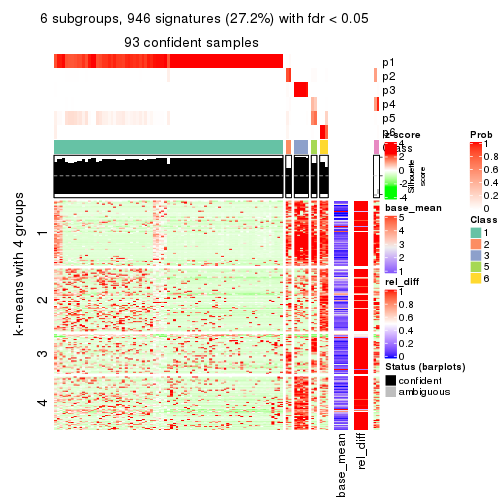 6 subgroups, 946 signatures (27.2%) with fdr < 0.05
93 confident samples
p1
p2
p3
p4
p5
p6
Class
Silhouette
score
k-means with 4 groups
1
2
3
4
base_mean
rel_diff
z-score
4
2
0
-2
-4
base_mean
5
4
3
2
1
rel_diff
1
0.8
0.6
0.4
0.2
0
Status (barplots)
confident
ambiguous
Prob
1
0.8
0.6
0.4
0.2
0
Class
1
2
3
5
6